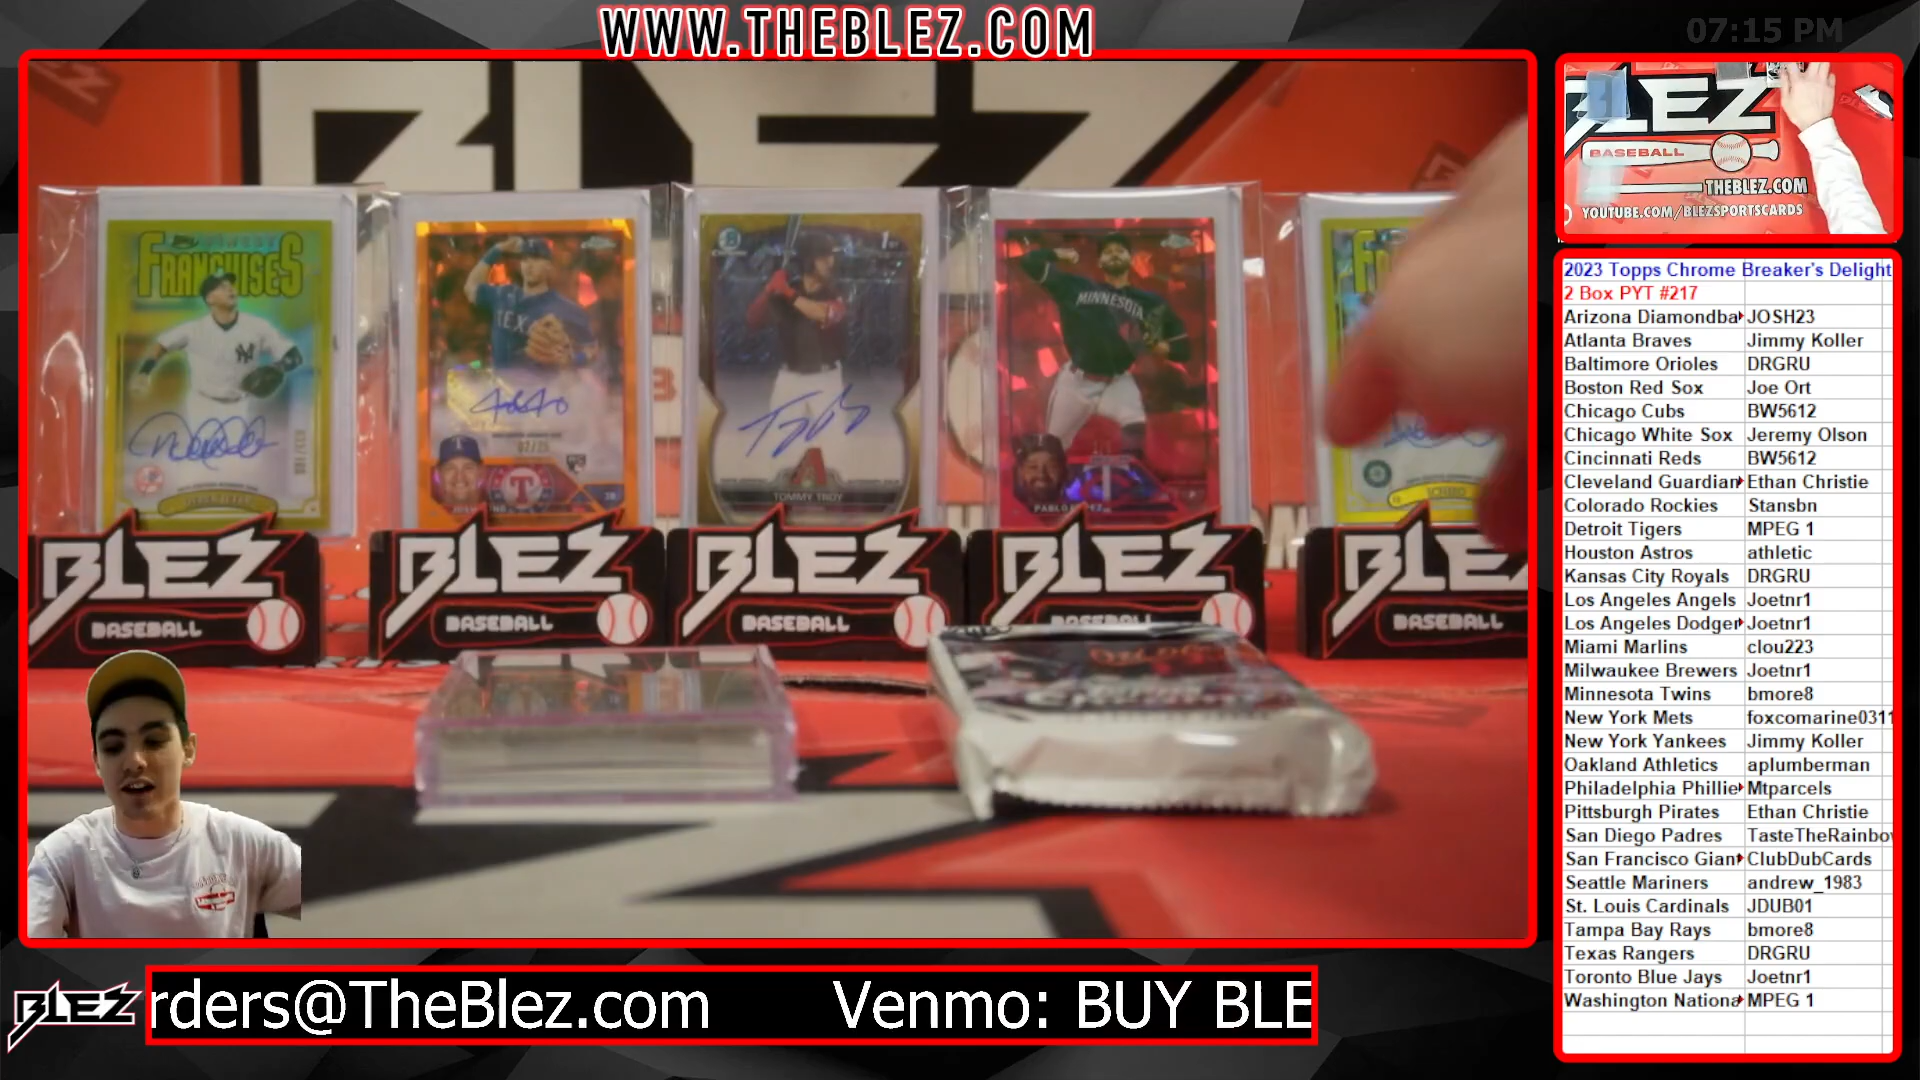 WWW.THEBLEZ.COM
07:15 PM
BLEZ
FRANCHISES
TEX
MINNESOTA
TOMMY TROY
BLEZ
BASEBALL
BLEZ
BASEBALL
BLEZ
BASEBALL
BLEZ
BASEBALL
BLEZ
BASEBALL
BLEZ
BASEBALL
THEBLEZ.COM
YOUTUBE.COM/BLEZSPORTSCARDS
2023 Topps Chrome Breaker's Delight
2 Box PYT #217
Arizona Diamondba JOSH23
Atlanta Braves Jimmy Koller
Baltimore Orioles DRGRU
Boston Red Sox Joe Ort
Chicago Cubs BW5612
Chicago White Sox Jeremy Olson
Cincinnati Reds BW5612
Cleveland Guardian Ethan Christie
Colorado Rockies Stansbn
Detroit Tigers MPEG 1
Houston Astros athletic
Kansas City Royals DRGRU
Los Angeles Angels Joetnr1
Los Angeles Dodger Joetnr1
Miami Marlins clou223
Milwaukee Brewers Joetnr1
Minnesota Twins bmore8
New York Mets foxcomarine0311
New York Yankees Jimmy Koller
Oakland Athletics aplumberman
Philadelphia Phillie Mtparcels
Pittsburgh Pirates Ethan Christie
San Diego Padres TasteTheRainbo
San Francisco Gian ClubDubCards
Seattle Mariners andrew_1983
St. Louis Cardinals JDUB01
Tampa Bay Rays bmore8
Texas Rangers DRGRU
Toronto Blue Jays Joetnr1
Washington Nationa MPEG 1
BLEZ
rders@TheBlez.com Venmo: BUY BLE